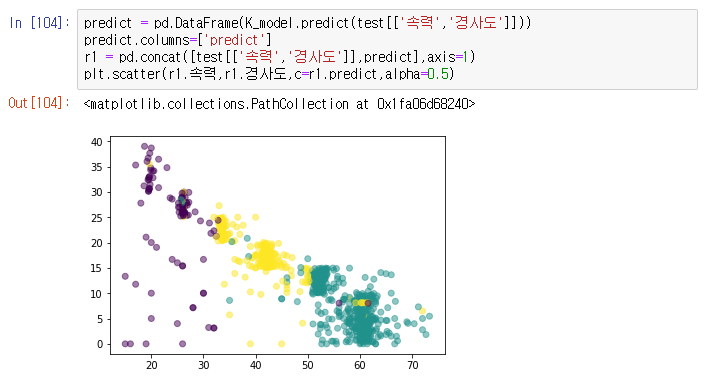 In [104]: predict = pd.DataFrame(K_model.predict(test[['속력','경사도']]))
predict.columns=['predict']
r1 = pd.concat([test[['속력','경사도']],predict],axis=1)
plt.scatter(r1.속력,r1.경사도,c=r1.predict,alpha=0.5)
Out[104]: <matplotlib.collections.PathCollection at 0x1fa06d68240>
40
35
30
25
20
15
10
5
0
20 30 40 50 60 70